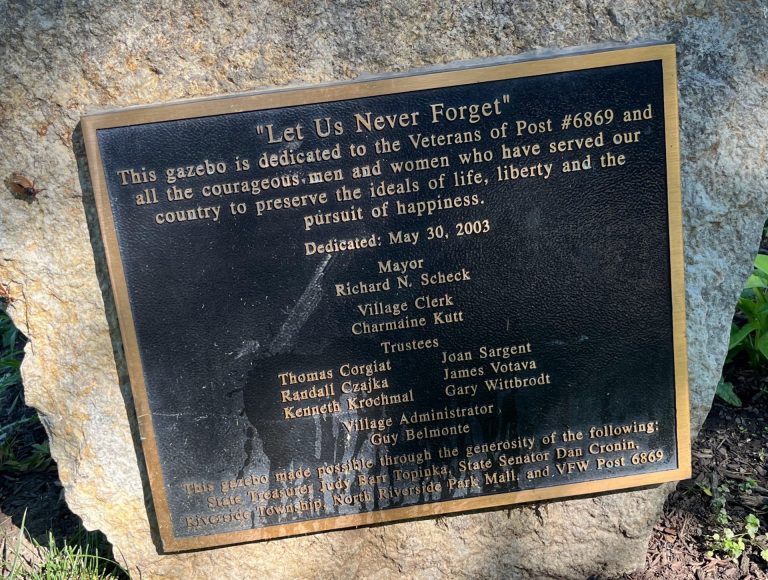 "Let Us Never Forget"
This gazebo is dedicated to the Veterans of Post #6869 and
all the courageous men and women who have served our
country to preserve the ideals of life, liberty and the
pursuit of happiness.
Dedicated: May 30, 2003
Mayor
Richard N. Scheck
Village Clerk
Charmaine Kutt
Trustees
Thomas Corgiat Joan Sargent
Randall Czajka James Votava
Kenneth Krochmal Gary Wittbrodt
Village Administrator
Guy Belmonte
This gazebo made possible through the generosity of the following;
State Treasurer Judy Barr Topinka, State Senator Dan Cronin,
Riverside Township, North Riverside Park Mall, and VFW Post 6869